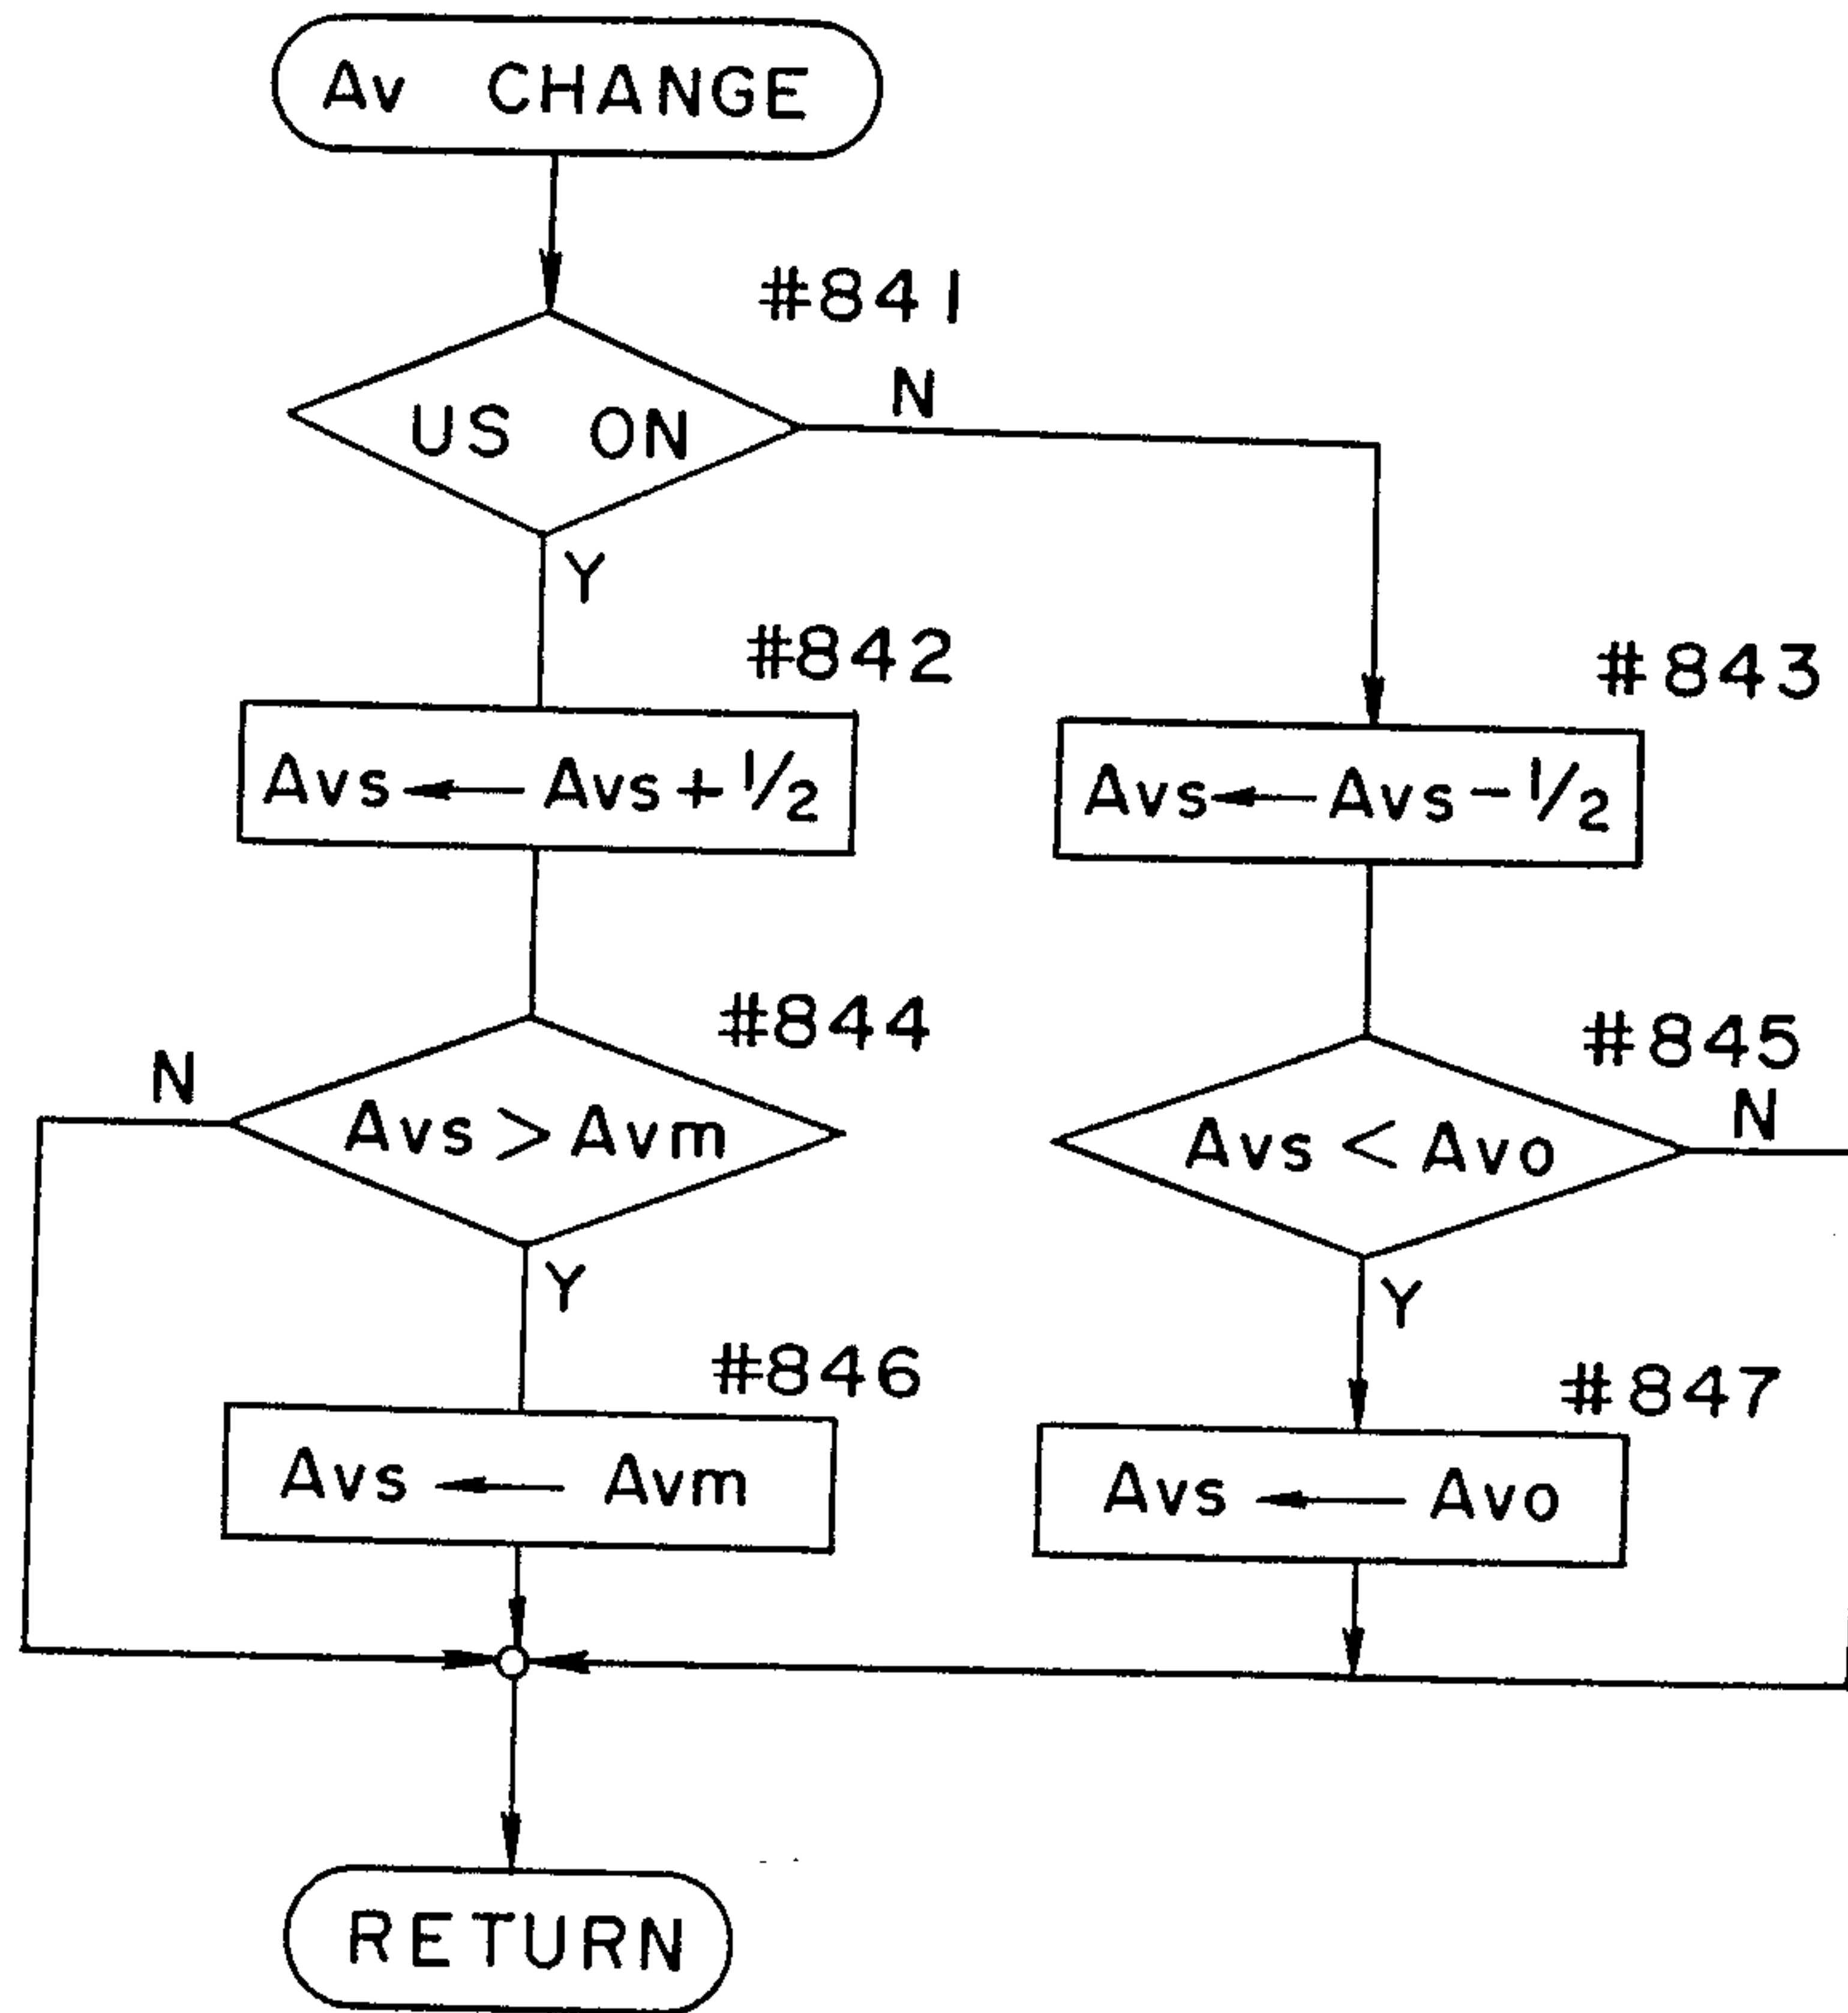 Av CHANGE
#841
US ON
N
Y
#842
#843
Avs ← Avs + 1/2
Avs ← Avs - 1/2
#844
#845
N
Avs > Avm
Avs < Avo
N
Y
Y
#846
#847
Avs ← Avm
Avs ← Avo
RETURN